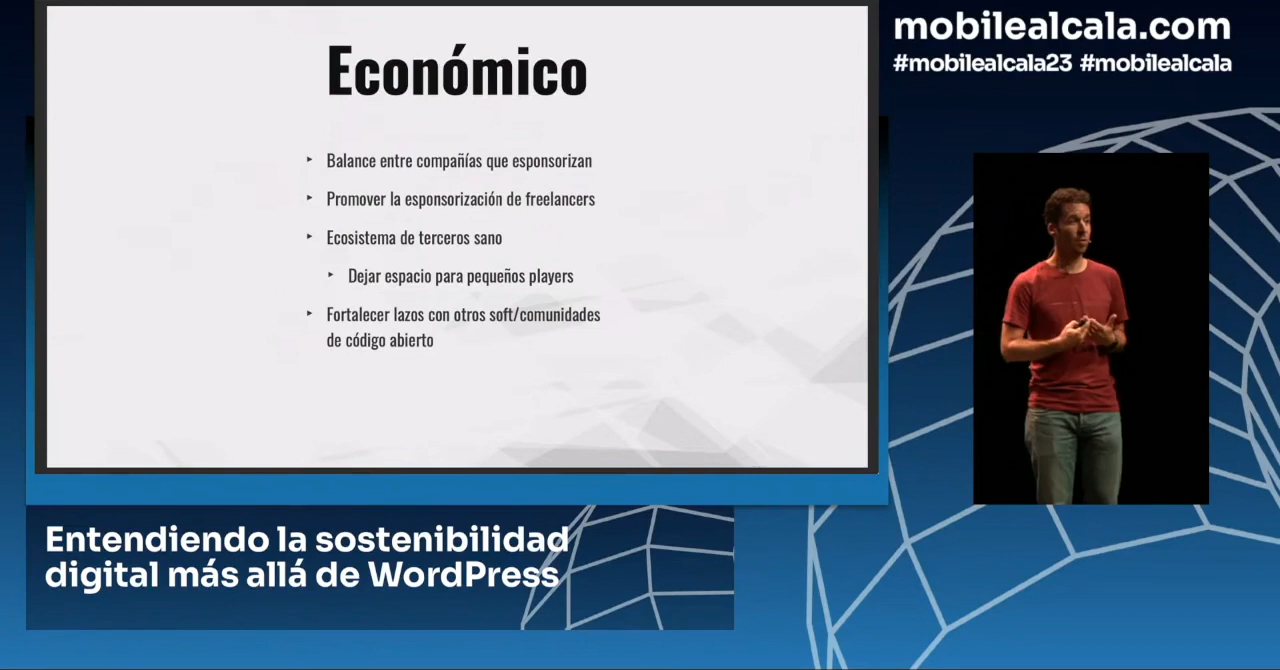 Económico
‣ Balance entre compañías que esponsorizan
‣ Promover la esponsorización de freelancers
‣ Ecosistema de terceros sano
‣ Dejar espacio para pequeños players
‣ Fortalecer lazos con otros soft/comunidades
de código abierto
mobilealcala.com
#mobilealcala23 #mobilealcala
Entendiendo la sostenibilidad
digital más allá de WordPress